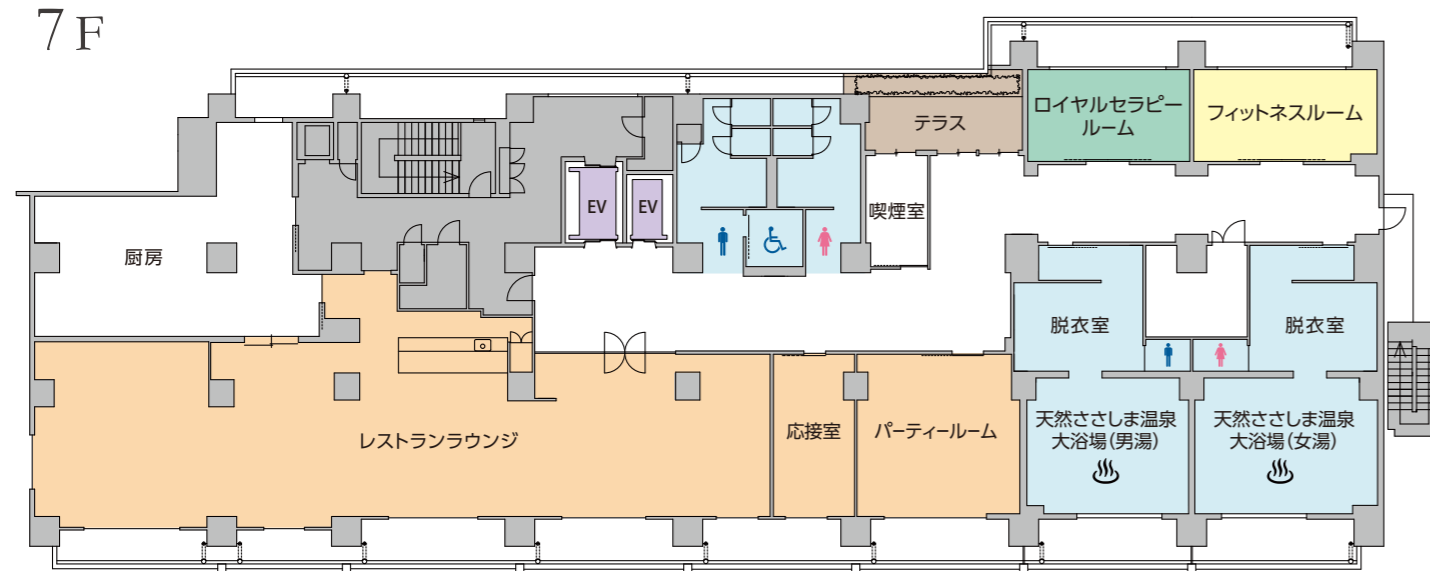 7F
ロイヤルセラピー
ルーム
フィットネスルーム
テラス
喫煙室
EV
EV
厨房
脱衣室
脱衣室
レストランラウンジ
応接室
パーティールーム
天然ささしま温泉
大浴場(男湯)
天然ささしま温泉
大浴場(女湯)